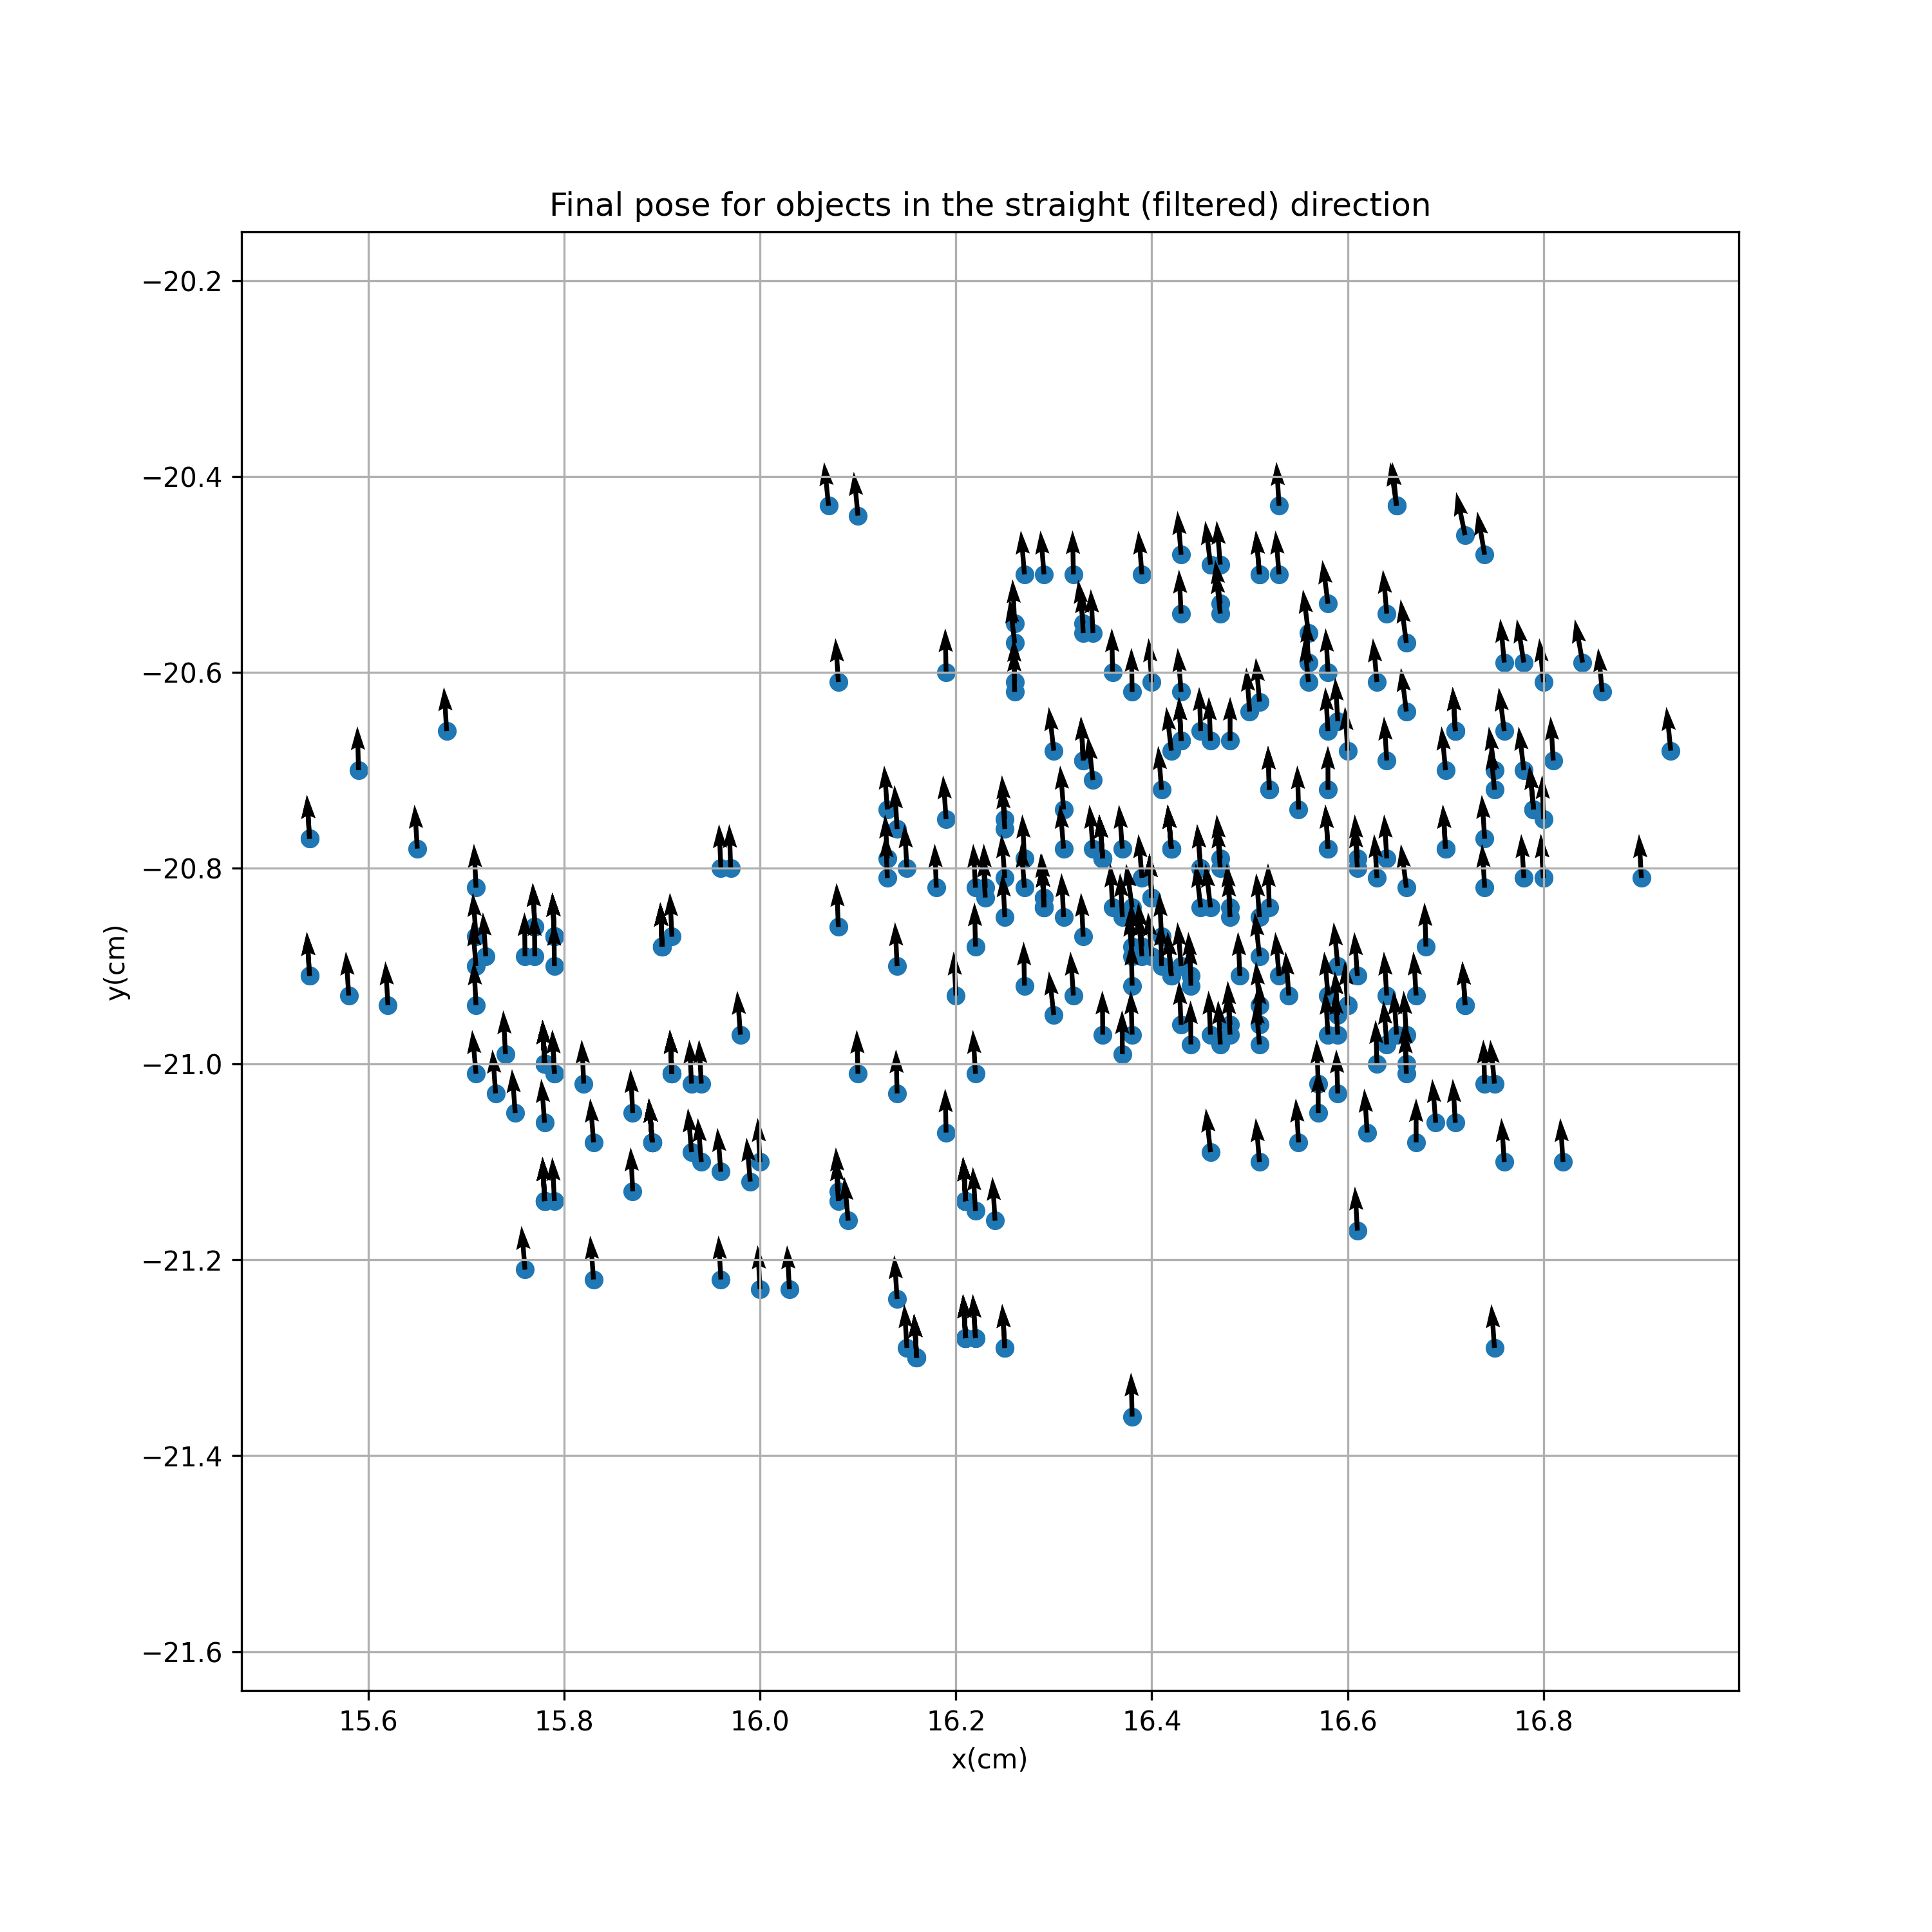 Final pose for objects in the straight (filtered) direction
−20.2
−20.4
−20.6
−20.8
−21.0
−21.2
−21.4
−21.6
y(cm)
15.6 15.8 16.0 16.2 16.4 16.6 16.8
x(cm)